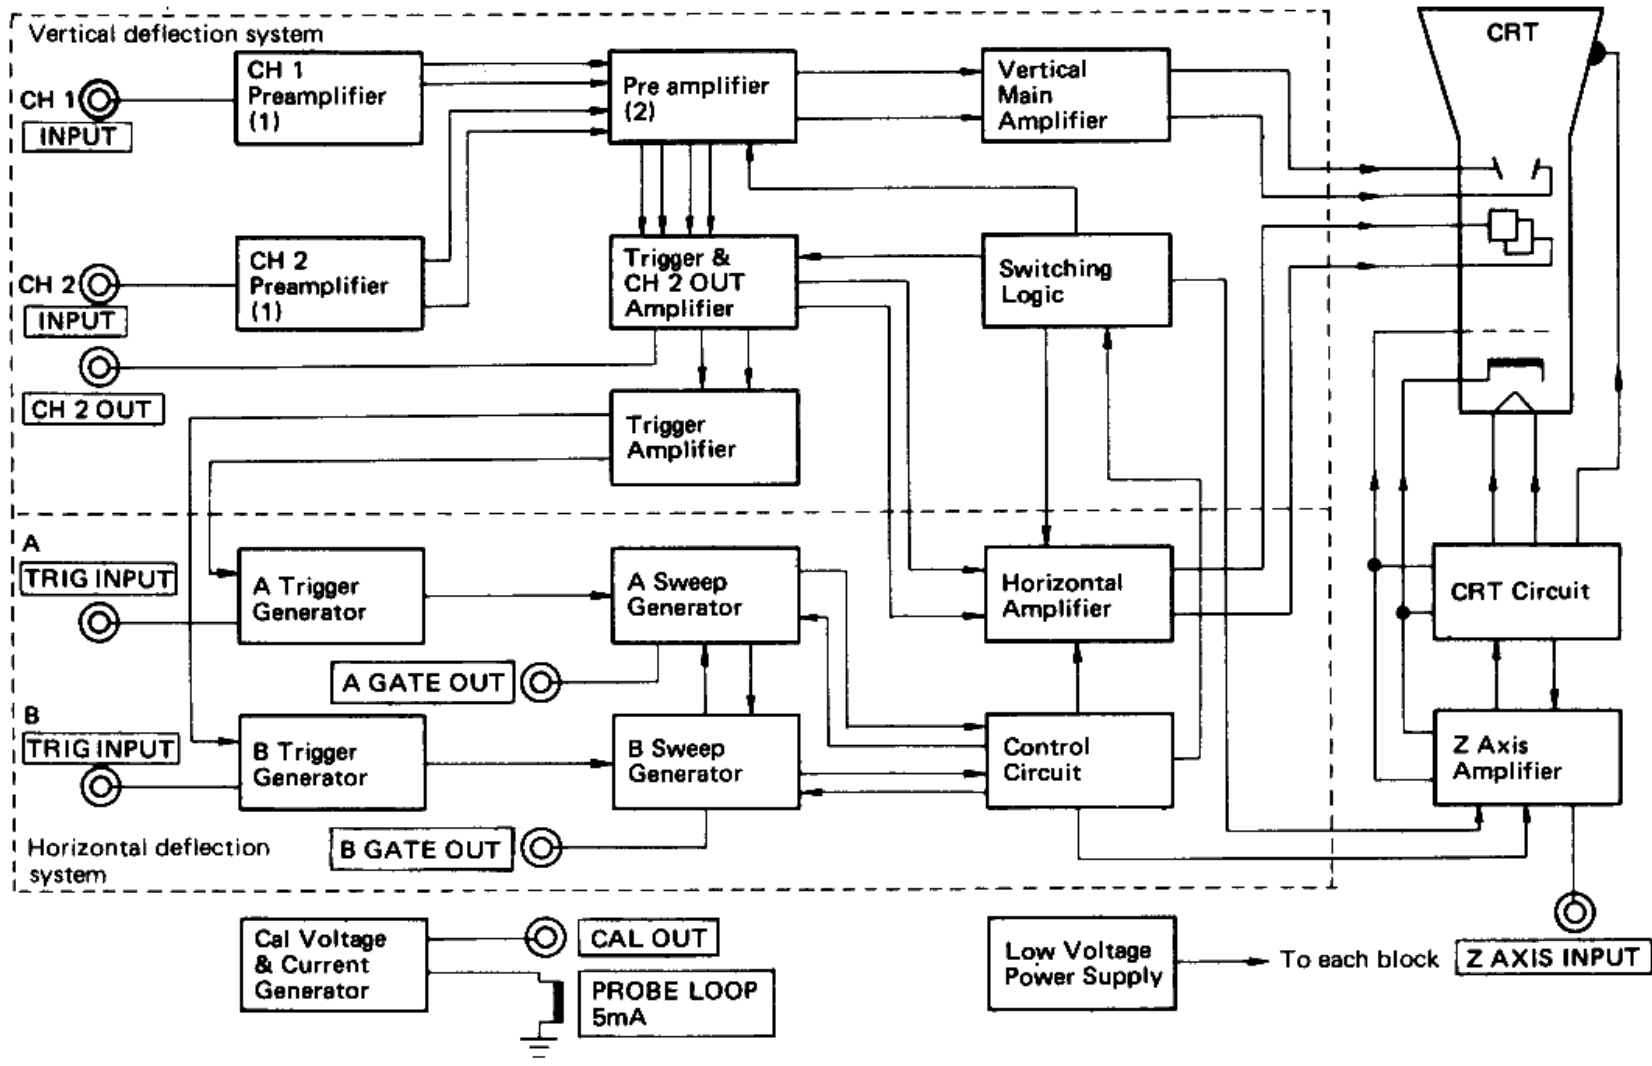 Vertical deflection system
CH 1
INPUT
CH 1
Preamplifier
(1)
Pre amplifier
(2)
Vertical
Main
Amplifier
CRT
CH 2
INPUT
CH 2
Preamplifier
(1)
Trigger &
CH 2 OUT
Amplifier
Switching
Logic
CH 2 OUT
Trigger
Amplifier
A
TRIG INPUT
A Trigger
Generator
A Sweep
Generator
Horizontal
Amplifier
CRT Circuit
A GATE OUT
B
TRIG INPUT
B Trigger
Generator
B Sweep
Generator
Control
Circuit
Z Axis
Amplifier
B GATE OUT
Horizontal deflection
system
Cal Voltage
& Current
Generator
CAL OUT
PROBE LOOP
5mA
Low Voltage
Power Supply
To each block
Z AXIS INPUT